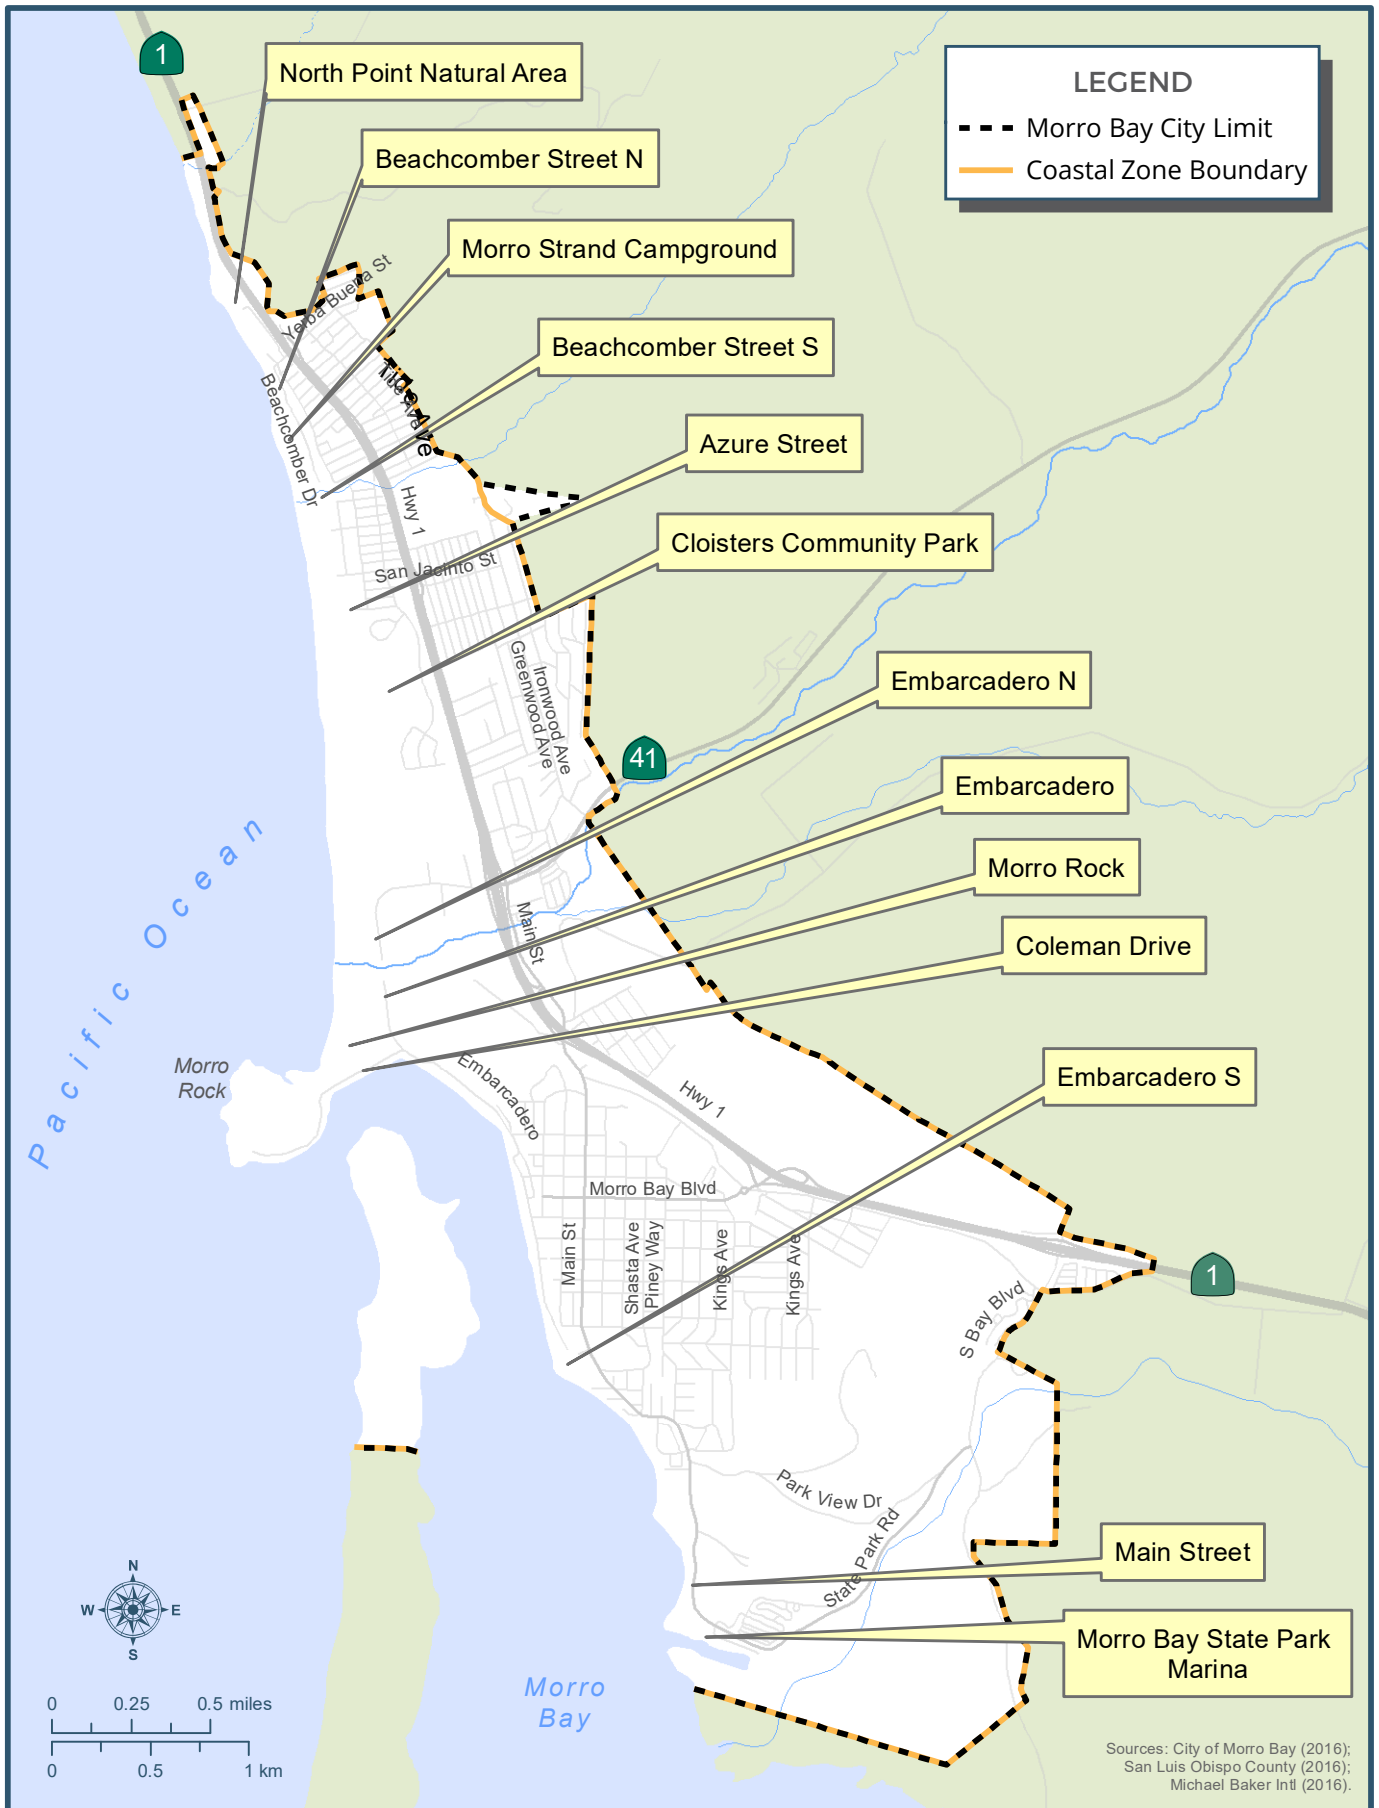 1
North Point Natural Area
LEGEND
Morro Bay City Limit
Coastal Zone Boundary
Beachcomber Street N
Morro Strand Campground
Yerba Buena St
Beachcomber Street S
Tide Ave
Tide Ave
Beachcomber Dr
Azure Street
Hwy 1
Cloisters Community Park
San Jacinto St
Ironwood Ave
Greenwood Ave
Embarcadero N
41
Embarcadero
Pacific Ocean
Morro Rock
Main St
Coleman Drive
Morro
Rock
Embarcadero
Embarcadero S
Hwy 1
Morro Bay Blvd
Main St
Shasta Ave
Piney Way
Kings Ave
Kings Ave
1
S Bay Blvd
Park View Dr
State Park Rd
Main Street
N
W E
S
Morro Bay State Park
Marina
Morro
Bay
0 0.25 0.5 miles
0 0.5 1 km
Sources: City of Morro Bay (2016);
San Luis Obispo County (2016);
Michael Baker Intl (2016).